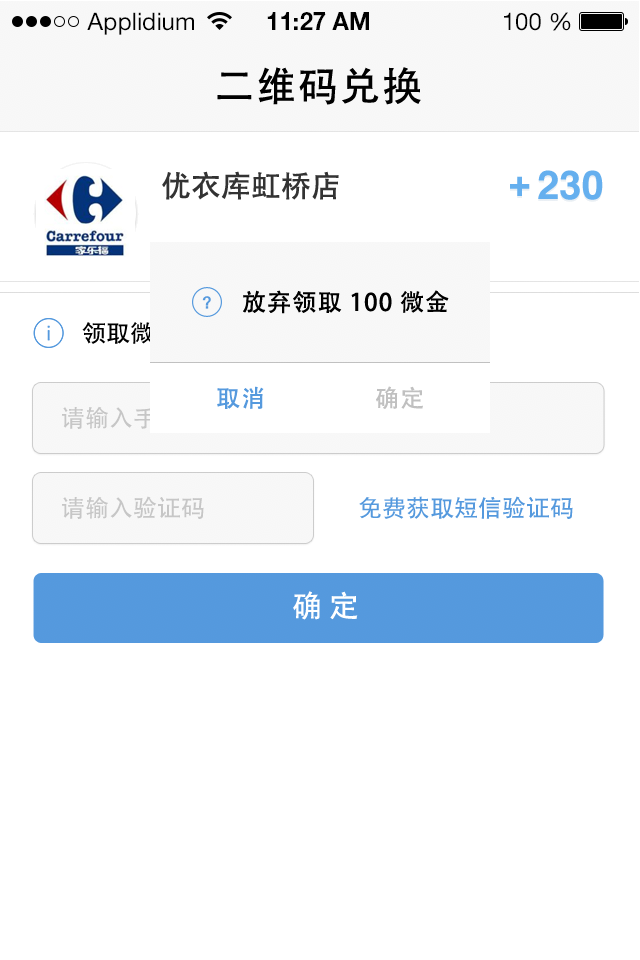 Applidium 11:27 AM 100 %
二维码兑换
优衣库虹桥店 +230
Carrefour
家乐福
? 放弃领取 100 微金
i 领取微
取消 确定
请输入手
请输入验证码 免费获取短信验证码
确 定